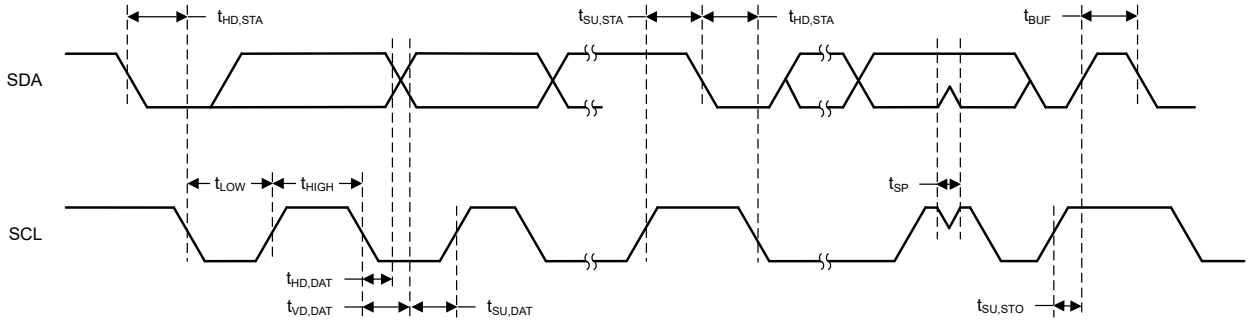 tHD,STA
tSU,STA
tHD,STA
tBUF
SDA
tLOW
tHIGH
tSP
SCL
tHD,DAT
tVD,DAT
tSU,DAT
tSU,STO